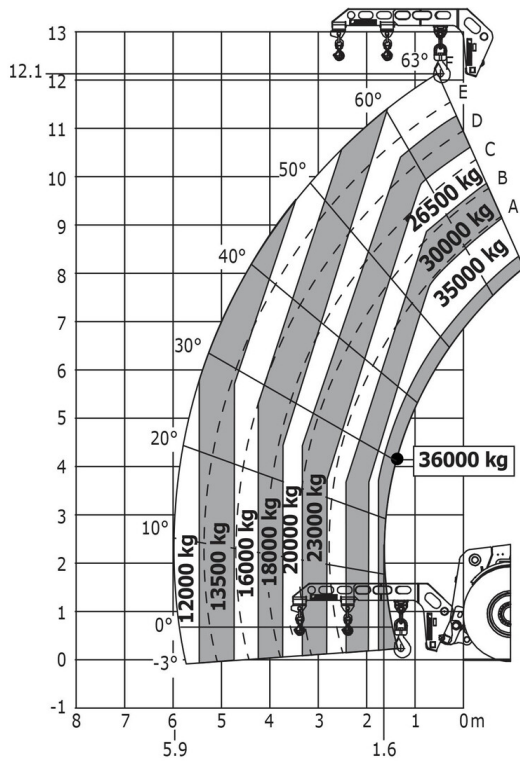 13
12.1
12
11
10
9
8
7
6
5
4
3
2
1
0
-1
8
7
6
5
4
3
2
1
0m
5.9
1.6
63°
60°
50°
40°
30°
20°
10°
0°
-3°
F
E
D
C
B
A
26500 kg
30000 kg
35000 kg
36000 kg
12000 kg
13500 kg
16000 kg
18000 kg
20000 kg
23000 kg